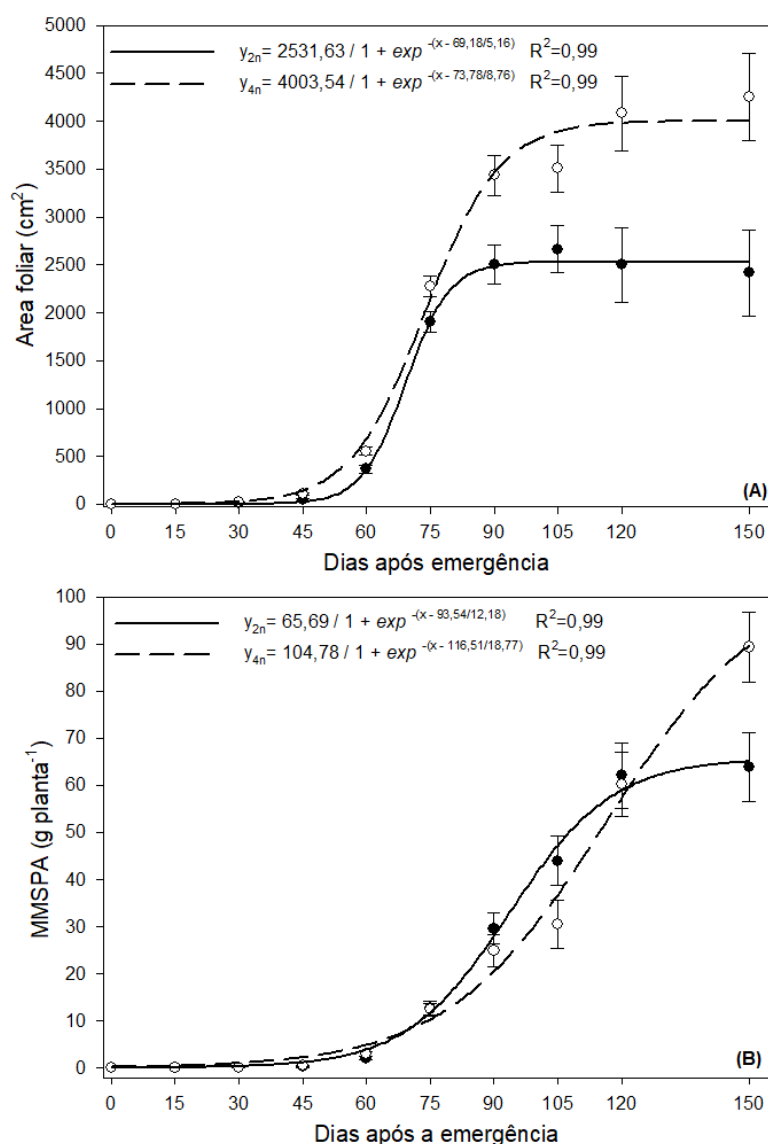 5000
4500
4000
3500
3000
2500
2000
1500
1000
500
0
Area foliar (cm²)
y2n= 2531,63 / 1 + exp -(x - 69,18/5,16) R²=0,99
y4n= 4003,54 / 1 + exp -(x - 73,78/8,76) R²=0,99
(A)
0 15 30 45 60 75 90 105 120 150
Dias após emergência
100
90
80
70
60
50
40
30
20
10
0
MMSPA (g planta⁻¹)
y2n= 65,69 / 1 + exp -(x - 93,54/12,18) R²=0,99
y4n= 104,78 / 1 + exp -(x - 116,51/18,77) R²=0,99
(B)
0 15 30 45 60 75 90 105 120 150
Dias após a emergência